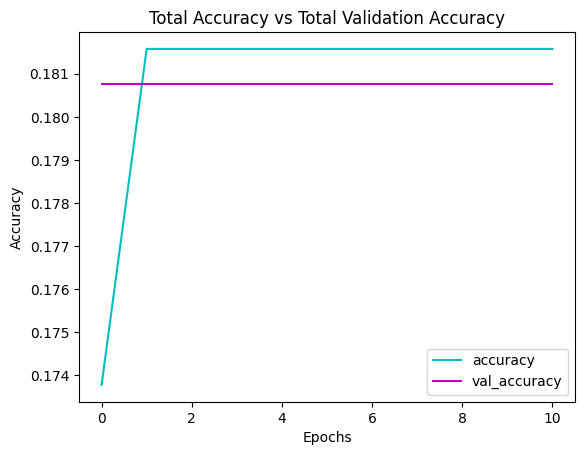 Total Accuracy vs Total Validation Accuracy
0.181
0.180
0.179
0.178
0.177
0.176
0.175
0.174
Accuracy
accuracy
val_accuracy
0
2
4
6
8
10
Epochs